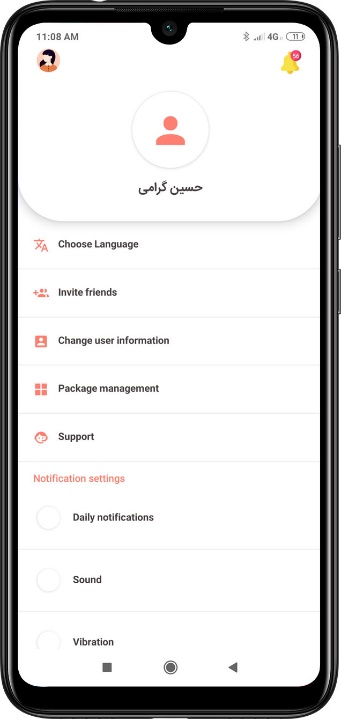 11:08 AM
4G
11
56
حسین گرامی
Choose Language
Invite friends
Change user information
Package management
Support
Notification settings
Daily notifications
Sound
Vibration